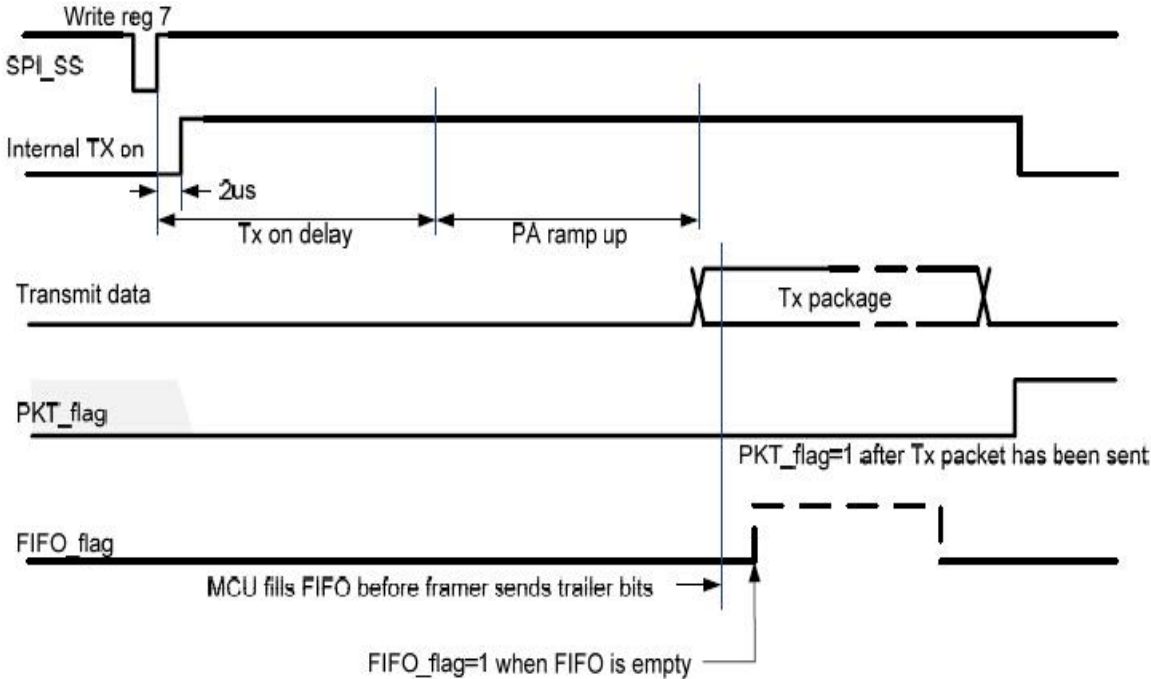 Write reg 7
SPI_SS
Internal TX on
2us
Tx on delay
PA ramp up
Transmit data
Tx package
PKT_flag
PKT_flag=1 after Tx packet has been sent
FIFO_flag
MCU fills FIFO before framer sends trailer bits
FIFO_flag=1 when FIFO is empty